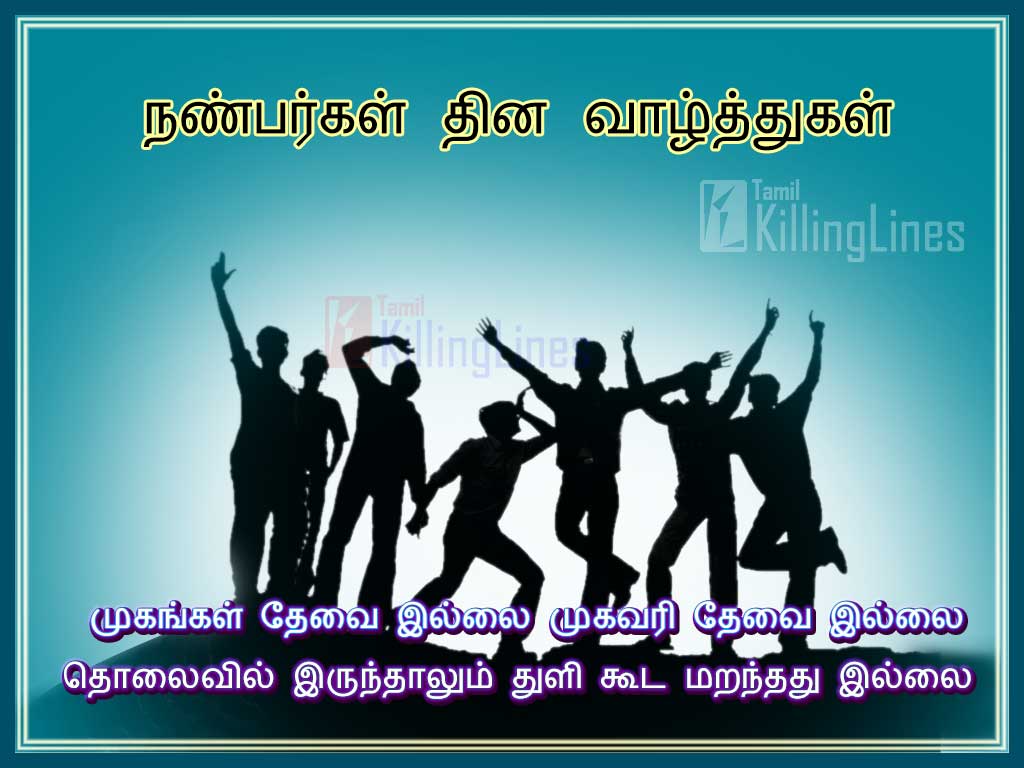 நண்பர்கள் தின வாழ்த்துகள்
Tamil
KillingLines
Tamil
KillingLines
முகங்கள் தேவை இல்லை முகவரி தேவை இல்லை
தொலைவில் இருந்தாலும் துளி கூட மறந்தது இல்லை